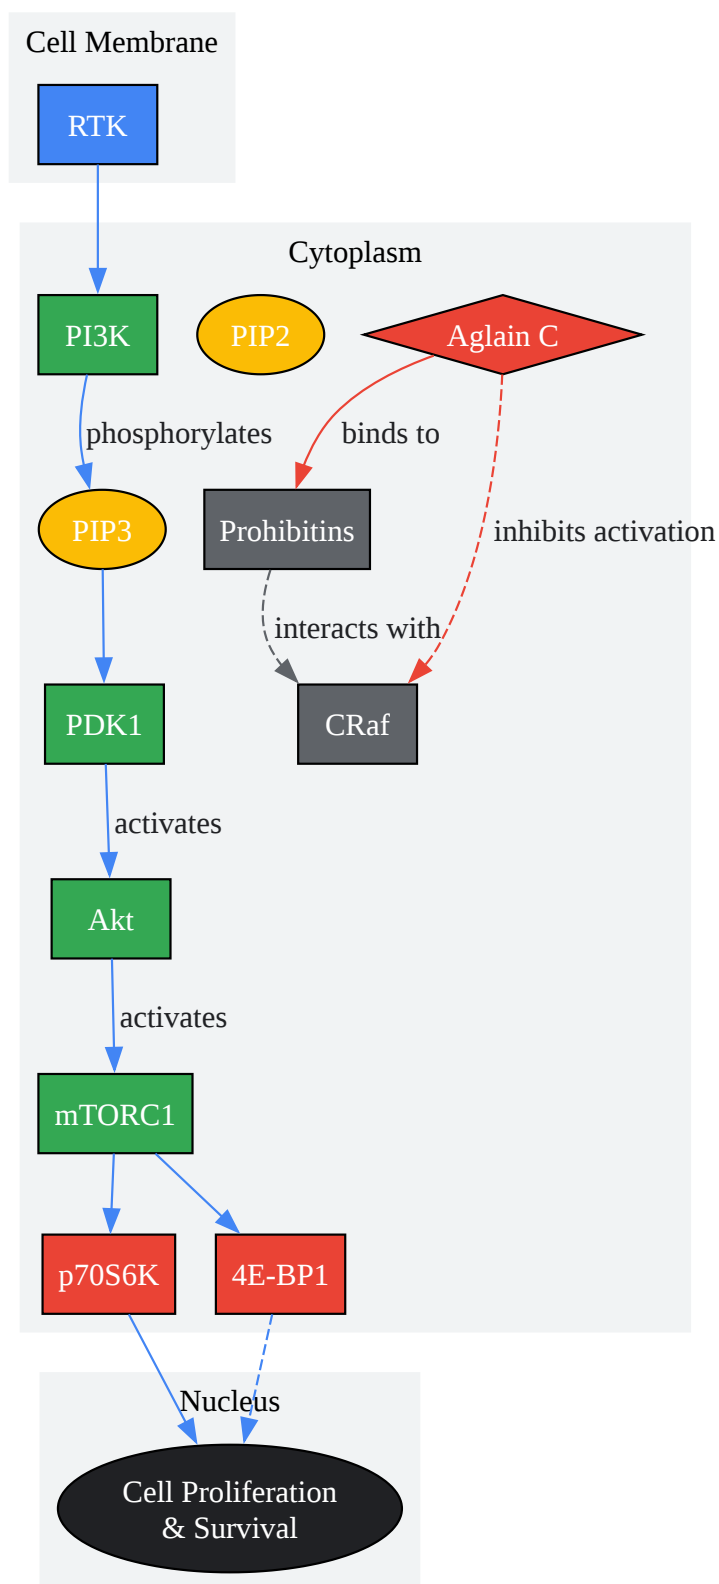 Cell Membrane
RTK
Cytoplasm
PI3K
PIP2
Aglain C
phosphorylates
binds to
PIP3
Prohibitins
inhibits activation
interacts with
PDK1
CRaf
activates
Akt
activates
mTORC1
p70S6K
4E-BP1
Nucleus
Cell Proliferation
& Survival